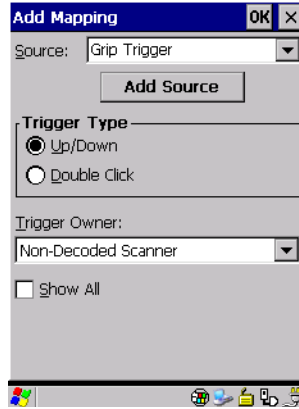 Add Mapping OK
Source: Grip Trigger
Add Source
Trigger Type
Up/Down
Double Click
Trigger Owner:
Non-Decoded Scanner
Show All